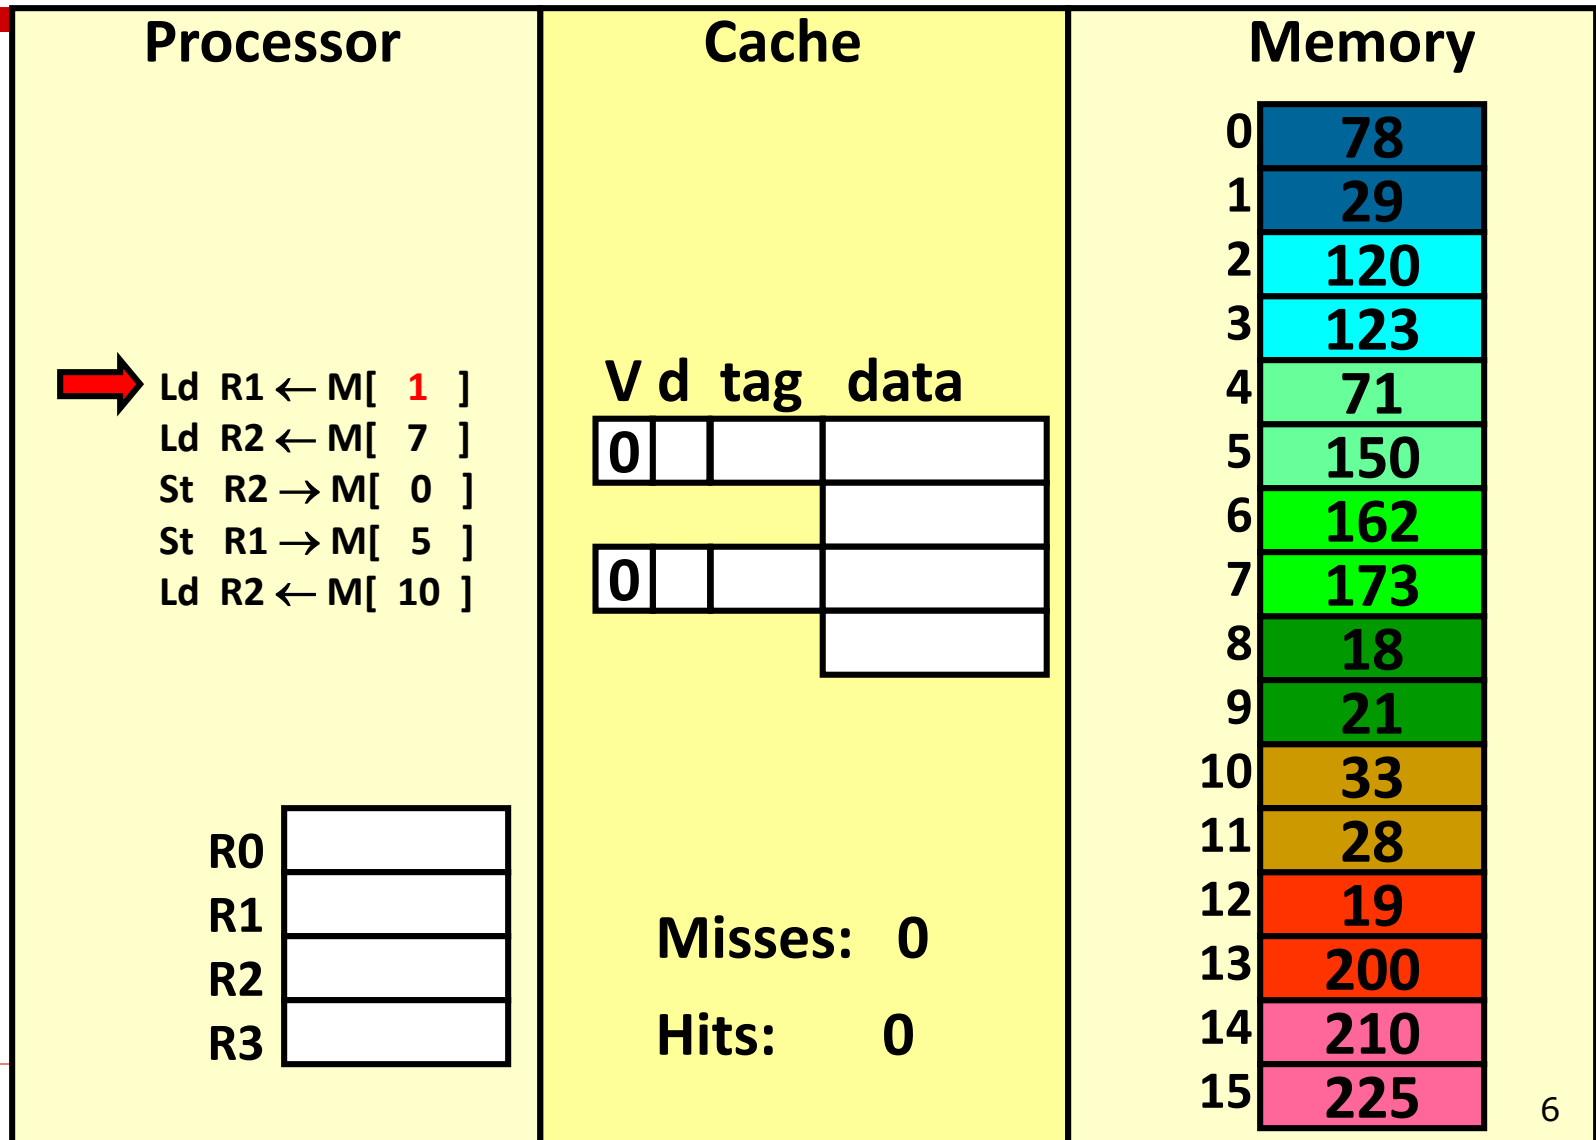 Processor
Ld R1 ← M[ 1 ]
Ld R2 ← M[ 7 ]
St R2 → M[ 0 ]
St R1 → M[ 5 ]
Ld R2 ← M[ 10 ]
R0
R1
R2
R3
Cache
V d tag data
0
0
Misses: 0
Hits: 0
Memory
0 78
1 29
2 120
3 123
4 71
5 150
6 162
7 173
8 18
9 21
10 33
11 28
12 19
13 200
14 210
15 225
6